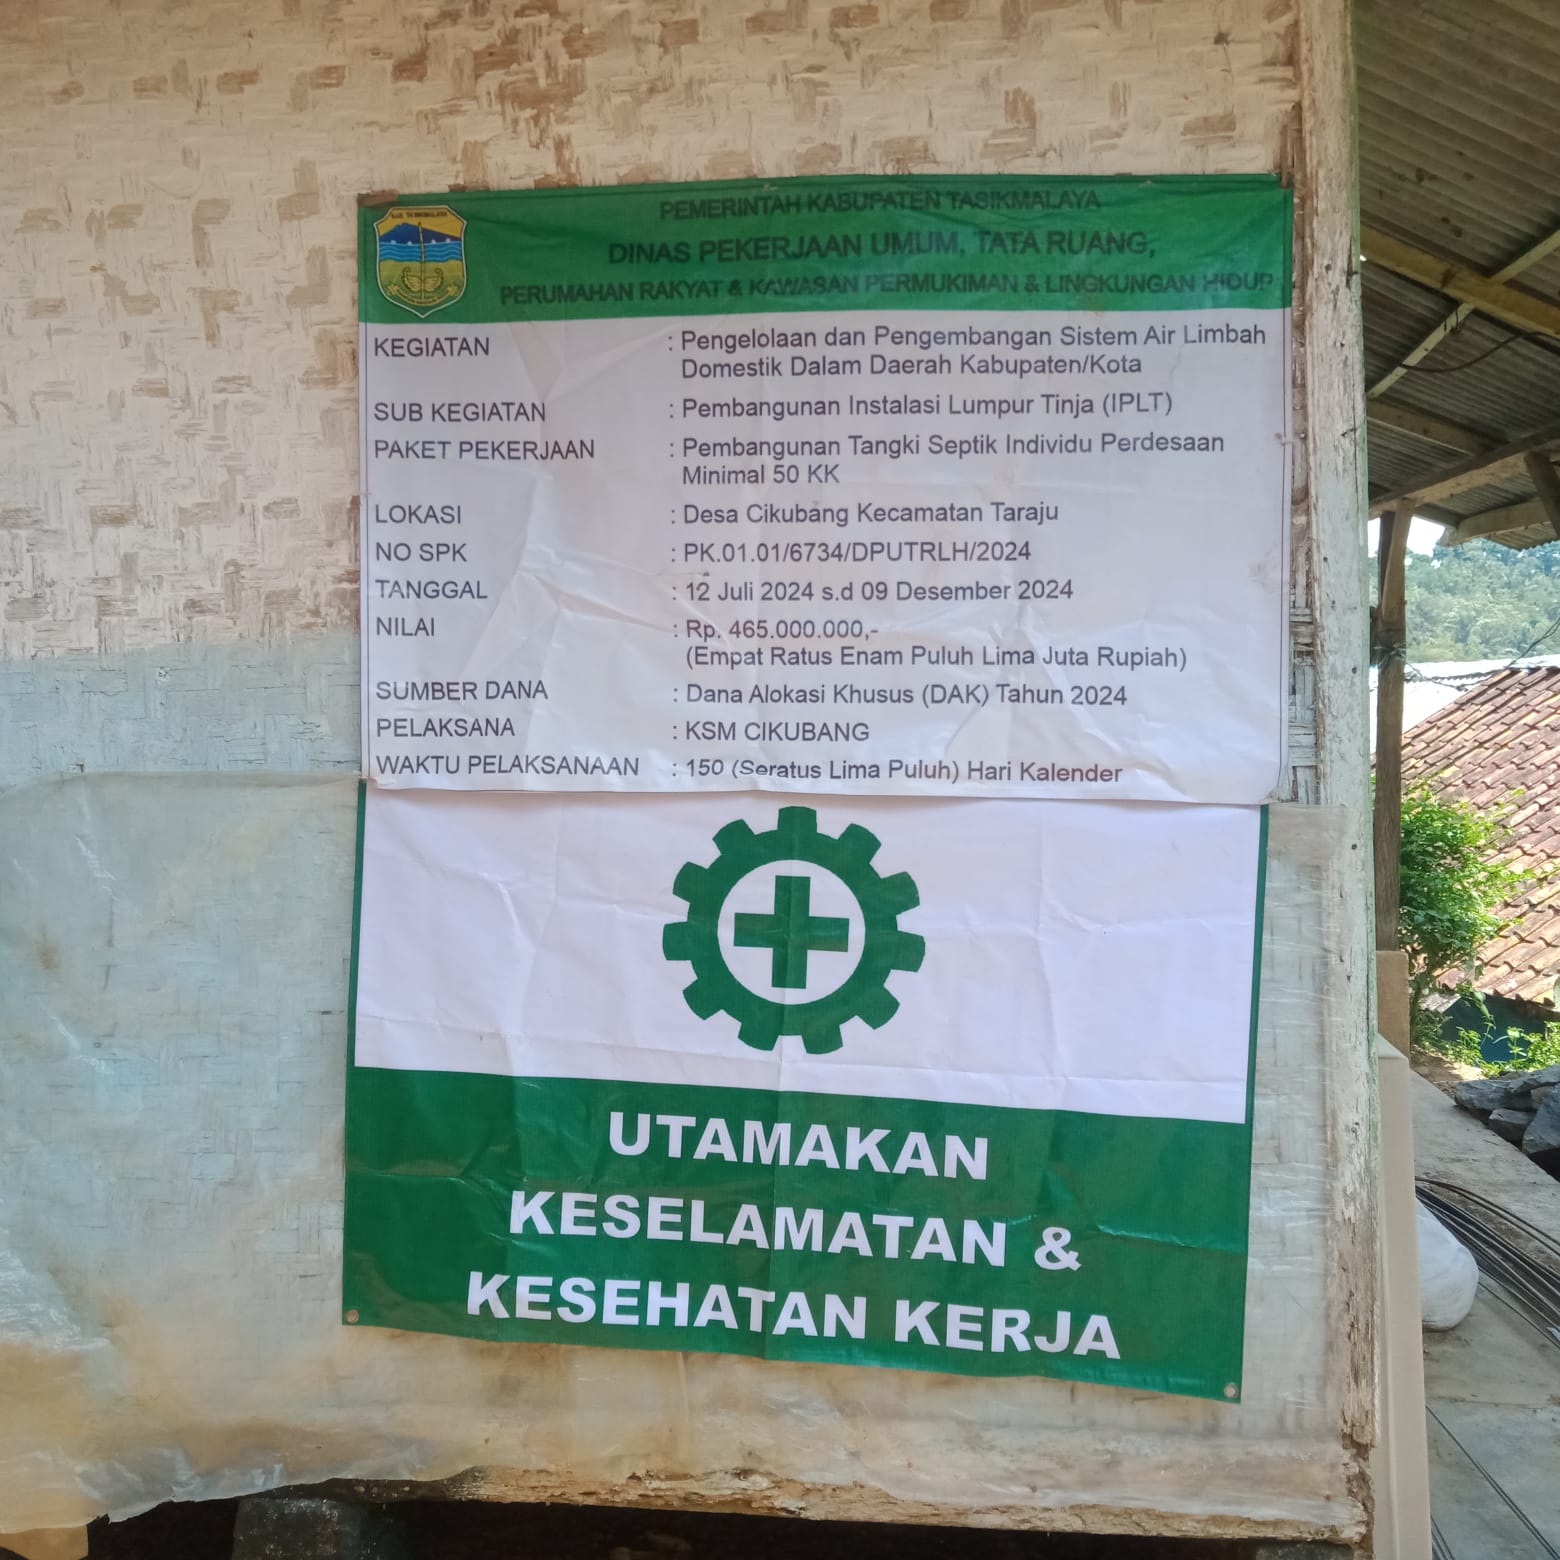 KAB. TASIKMALAYA
PEMERINTAH KABUPATEN TASIKMALAYA
DINAS PEKERJAAN UMUM, TATA RUANG,
PERUMAHAN RAKYAT & KAWASAN PERMUKIMAN & LINGKUNGAN HIDUP
KEGIATAN : Pengelolaan dan Pengembangan Sistem Air Limbah
Domestik Dalam Daerah Kabupaten/Kota
SUB KEGIATAN : Pembangunan Instalasi Lumpur Tinja (IPLT)
PAKET PEKERJAAN : Pembangunan Tangki Septik Individu Perdesaan
Minimal 50 KK
LOKASI : Desa Cikubang Kecamatan Taraju
NO SPK : PK.01.01/6734/DPUTRLH/2024
TANGGAL : 12 Juli 2024 s.d 09 Desember 2024
NILAI : Rp. 465.000.000,-
(Empat Ratus Enam Puluh Lima Juta Rupiah)
SUMBER DANA : Dana Alokasi Khusus (DAK) Tahun 2024
PELAKSANA : KSM CIKUBANG
WAKTU PELAKSANAAN : 150 (Seratus Lima Puluh) Hari Kalender
UTAMAKAN
KESELAMATAN &
KESEHATAN KERJA